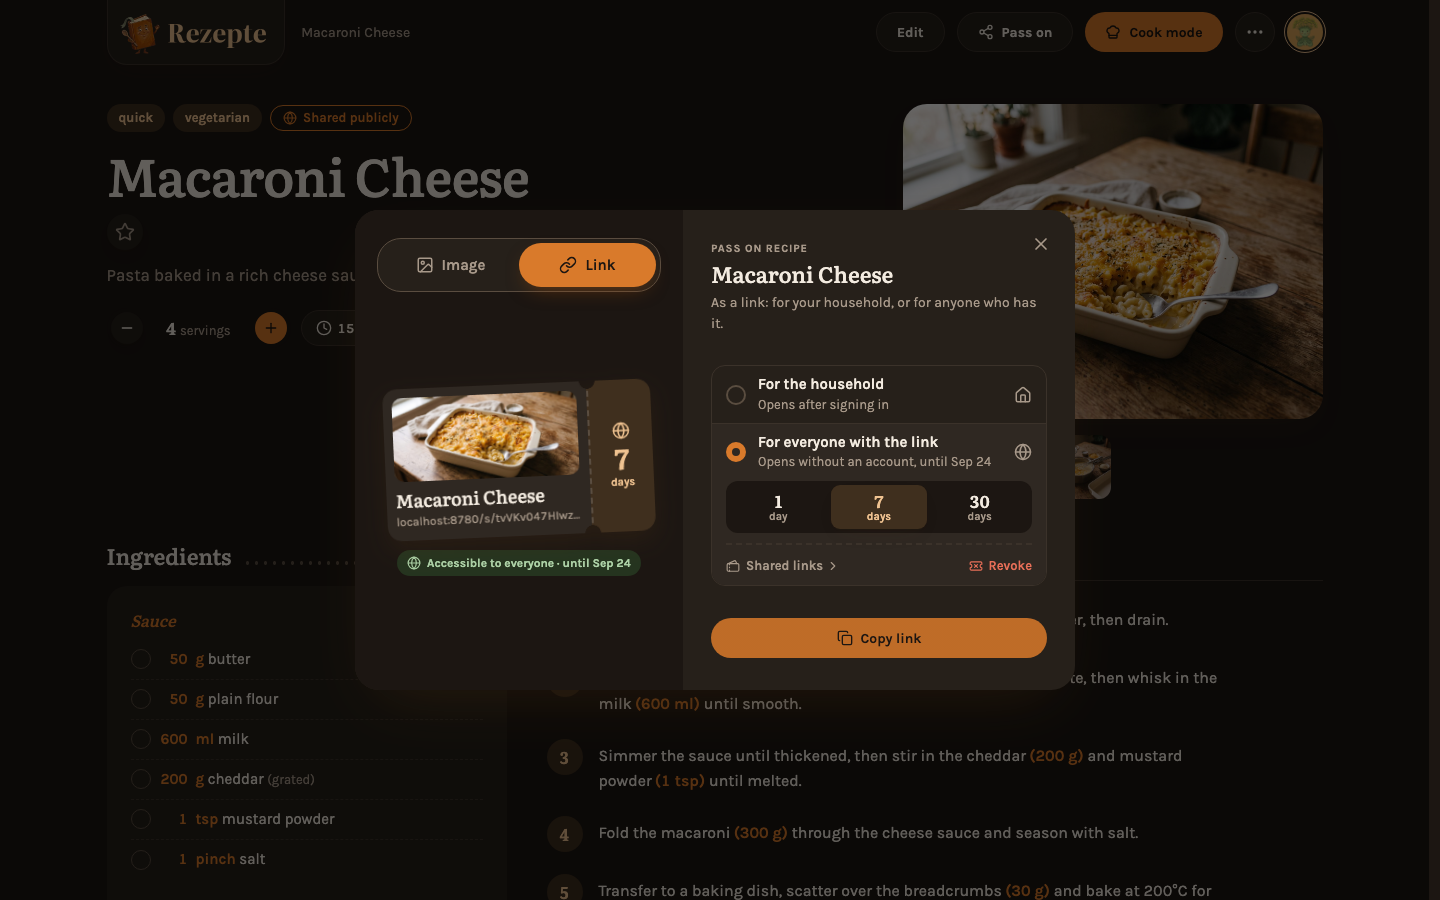 Rezepte
Macaroni Cheese
Edit
Pass on
Cook mode
quick
vegetarian
Shared publicly
Macaroni Cheese
Pasta baked in a rich cheese sau
4 servings
15
Image
Link
Macaroni Cheese
localhost:8780/s/tvVKv047Hlwz...
7
days
Accessible to everyone · until Sep 24
PASS ON RECIPE
Macaroni Cheese
As a link: for your household, or for anyone who has
it.
For the household
Opens after signing in
For everyone with the link
Opens without an account, until Sep 24
1
day
7
days
30
days
Shared links
Revoke
Copy link
Ingredients
Sauce
50 g butter
50 g plain flour
600 ml milk
200 g cheddar (grated)
1 tsp mustard powder
1 pinch salt
, then drain.
, then whisk in the
milk (600 ml) until smooth.
3
Simmer the sauce until thickened, then stir in the cheddar (200 g) and mustard
powder (1 tsp) until melted.
4
Fold the macaroni (300 g) through the cheese sauce and season with salt.
5
Transfer to a baking dish, scatter over the breadcrumbs (30 g) and bake at 200°C for